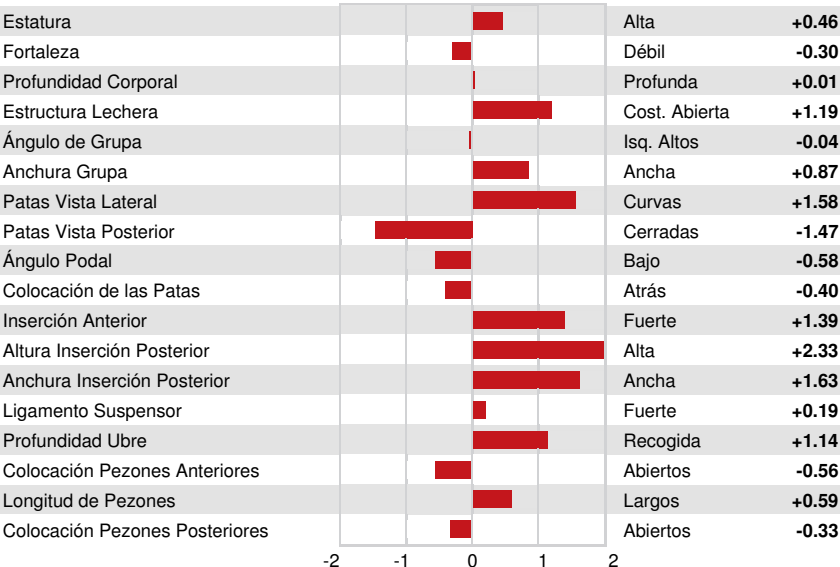 Estatura Alta +0.46
Fortaleza Débil -0.30
Profundidad Corporal Profunda +0.01
Estructura Lechera Cost. Abierta +1.19
Ángulo de Grupa Isq. Altos -0.04
Anchura Grupa Ancha +0.87
Patas Vista Lateral Curvas +1.58
Patas Vista Posterior Cerradas -1.47
Ángulo Podal Bajo -0.58
Colocación de las Patas Atrás -0.40
Inserción Anterior Fuerte +1.39
Altura Inserción Posterior Alta +2.33
Anchura Inserción Posterior Ancha +1.63
Ligamento Suspensor Fuerte +0.19
Profundidad Ubre Recogida +1.14
Colocación Pezones Anteriores Abiertos -0.56
Longitud de Pezones Largos +0.59
Colocación Pezones Posteriores Abiertos -0.33
-2 -1 0 1 2